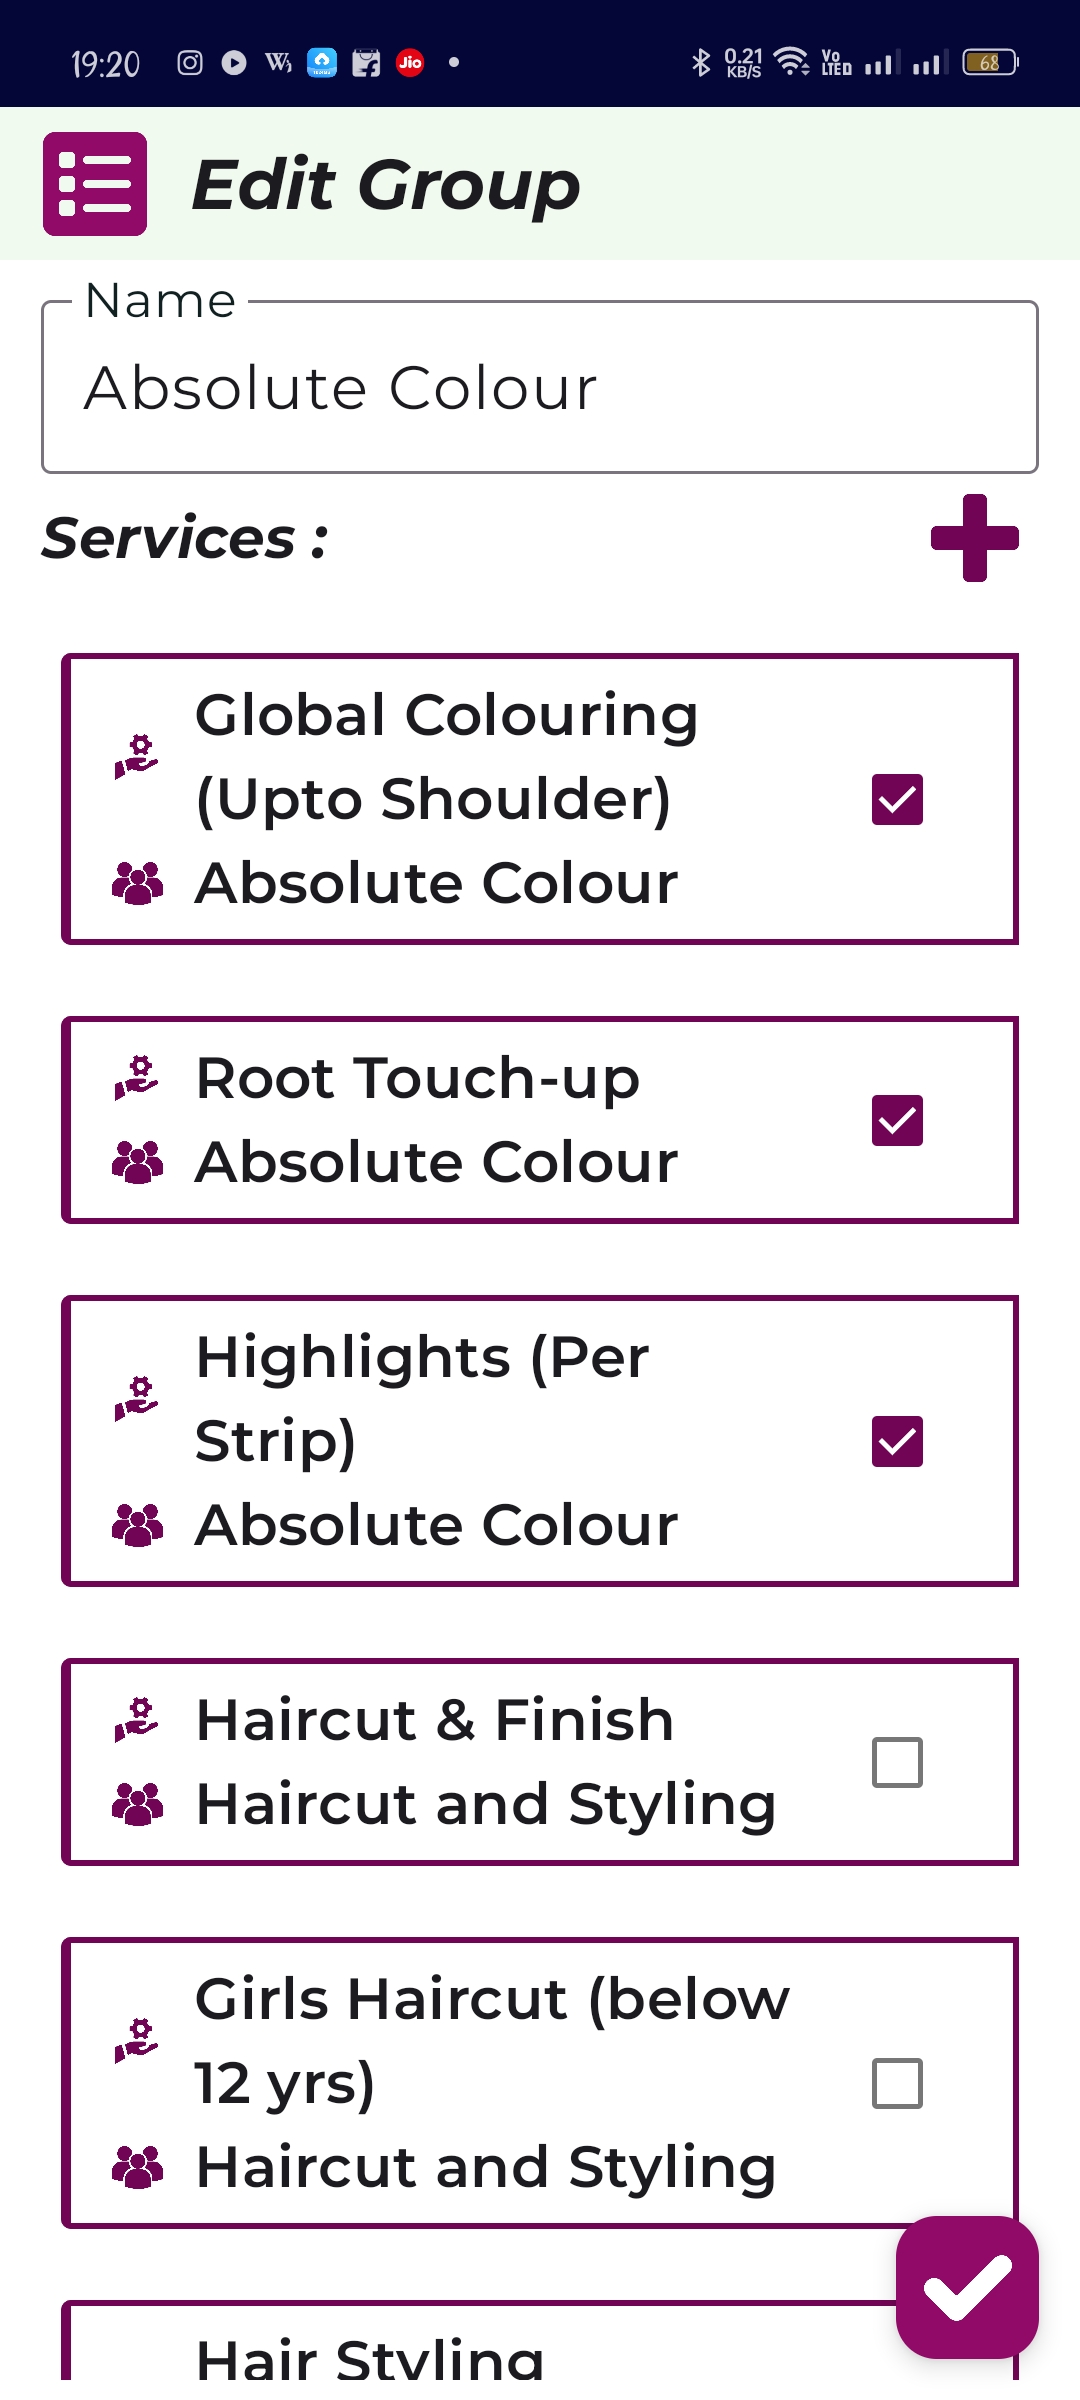 19:20
0.21
KB/S
Vo
LTED
68
Jio
Edit Group
Name
Absolute Colour
Services :
Global Colouring
(Upto Shoulder)
Absolute Colour
Root Touch-up
Absolute Colour
Highlights (Per
Strip)
Absolute Colour
Haircut & Finish
Haircut and Styling
Girls Haircut (below
12 yrs)
Haircut and Styling
Hair Styling